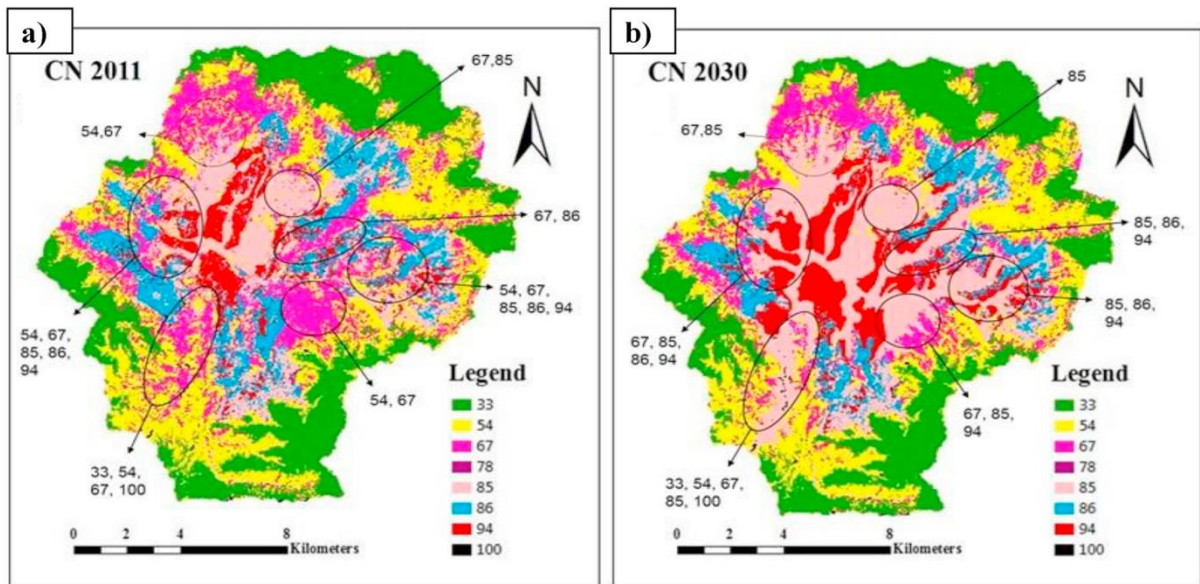 a)
CN 2011
67,85
N
54,67
67, 86
54, 67,
85, 86, 94
54, 67,
85, 86,
94
54, 67
33, 54,
67, 100
Legend
33
54
67
78
85
86
94
100
0 2 4 8
Kilometers
b)
CN 2030
85
N
67,85
85, 86,
94
85, 86,
94
67, 85,
86, 94
67, 85,
94
33, 54, 67,
85, 100
Legend
33
54
67
78
85
86
94
100
0 2 4 8
Kilometers